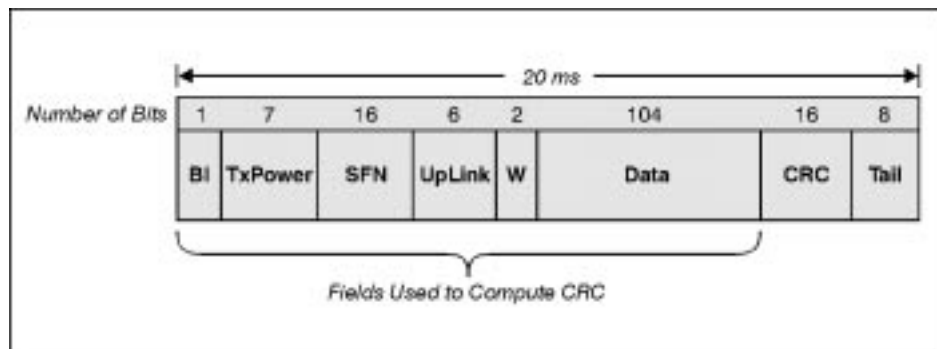 20 ms
Number of Bits 1 7 16 6 2 104 16 8
BI TxPower SFN UpLink W Data CRC Tail
Fields Used to Compute CRC